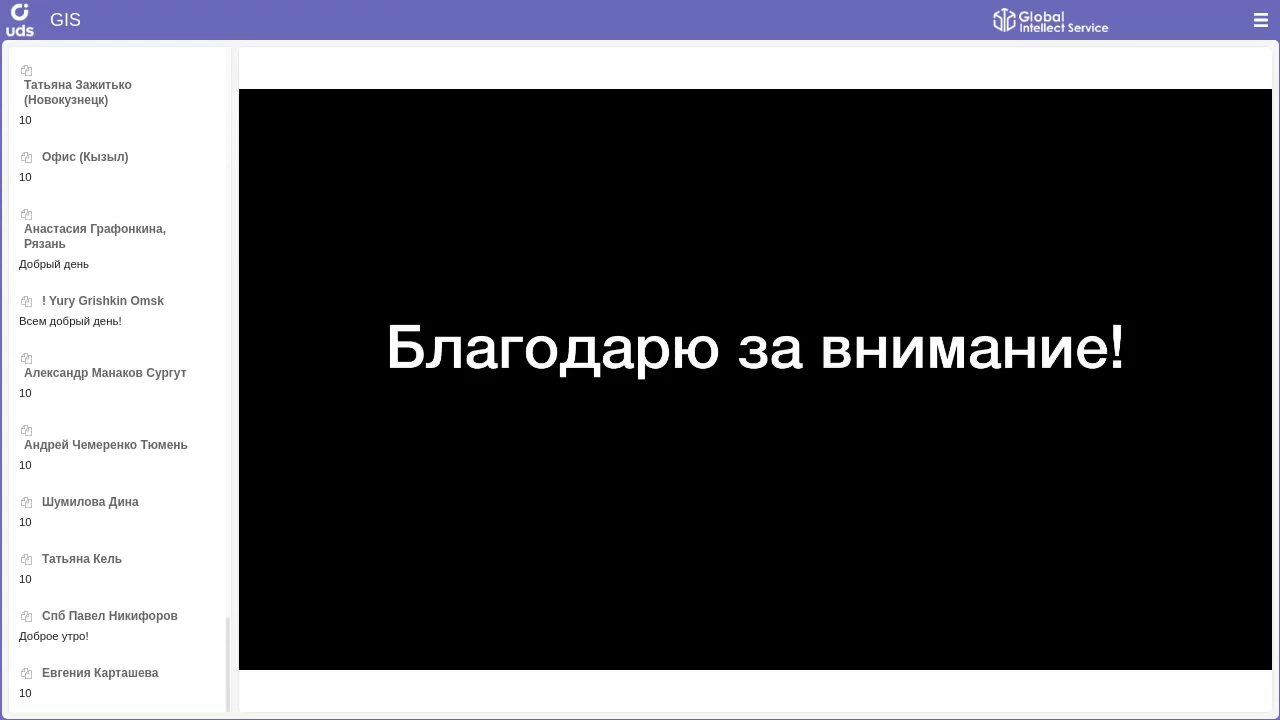 uds
GIS
Global
Intellect Service
Татьяна Зажитько
(Новокузнецк)
10
Офис (Кызыл)
10
Анастасия Графонкина,
Рязань
Добрый день
! Yury Grishkin Omsk
Всем добрый день!
Александр Манаков Сургут
10
Андрей Чемеренко Тюмень
10
Шумилова Дина
10
Татьяна Кель
10
Спб Павел Никифоров
Доброе утро!
Евгения Карташева
10
Благодарю за внимание!